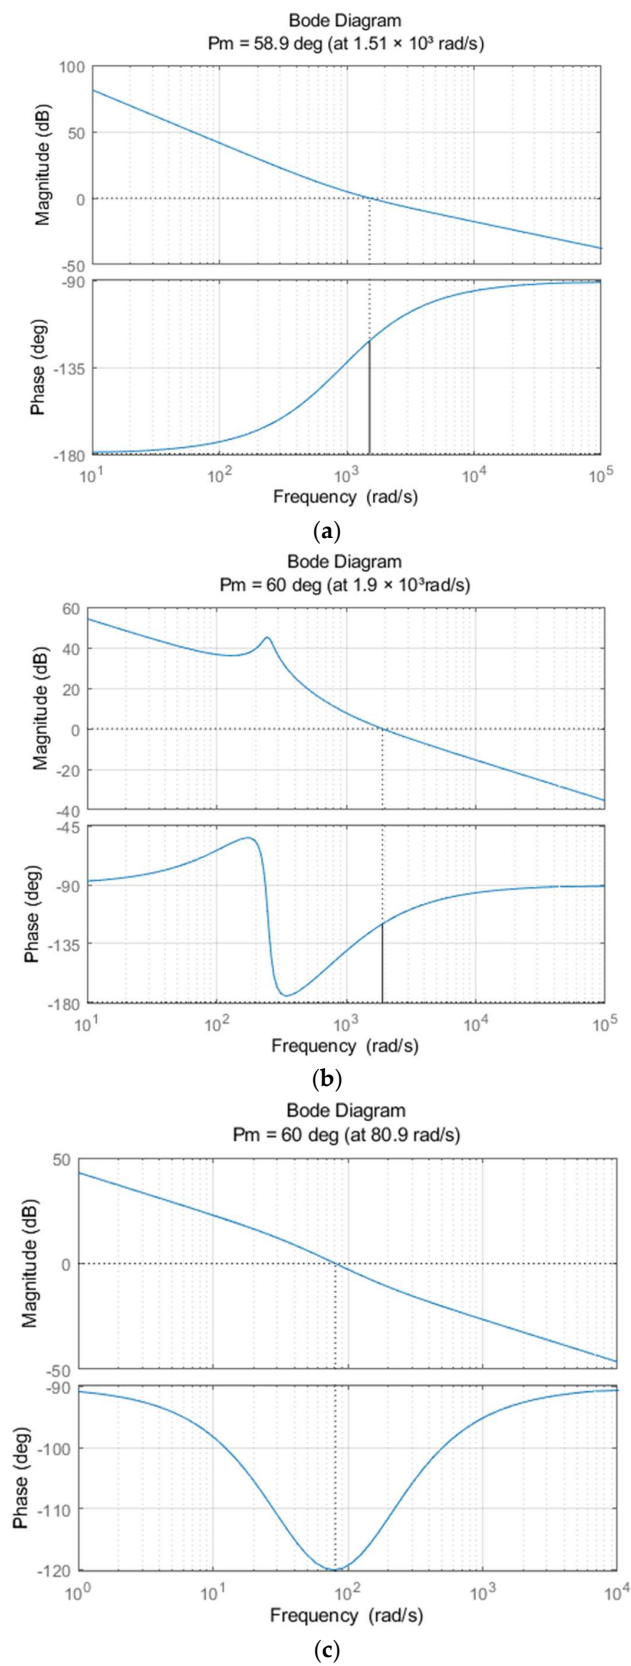 Bode Diagram
Pm = 58.9 deg (at 1.51 × 10³ rad/s)
100
50
0
-50
Magnitude (dB)
-90
-135
-180
Phase (deg)
10¹ 10² 10³ 10⁴ 10⁵
Frequency (rad/s)
(a)
Bode Diagram
Pm = 60 deg (at 1.9 × 10³rad/s)
60
40
20
0
-20
-40
Magnitude (dB)
-45
-90
-135
-180
Phase (deg)
10¹ 10² 10³ 10⁴ 10⁵
Frequency (rad/s)
(b)
Bode Diagram
Pm = 60 deg (at 80.9 rad/s)
50
0
-50
Magnitude (dB)
-90
-100
-110
-120
Phase (deg)
10⁰ 10¹ 10² 10³ 10⁴
Frequency (rad/s)
(c)